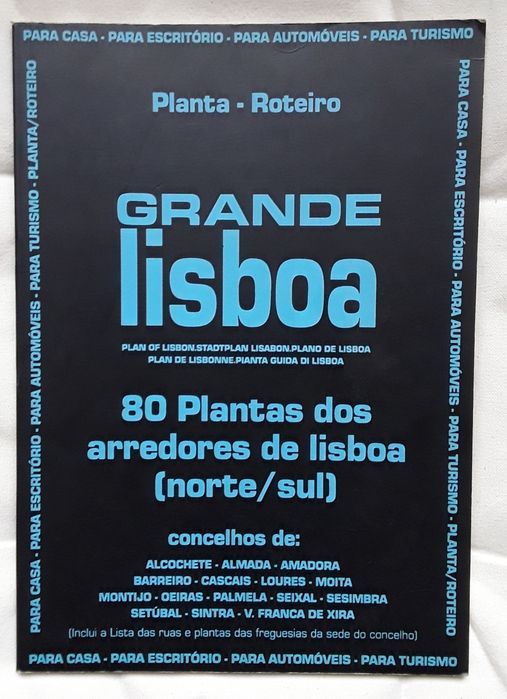 PARA CASA - PARA ESCRITÓRIO - PARA AUTOMÓVEIS - PARA TURISMO
PARA CASA - PARA ESCRITÓRIO - PARA AUTOMÓVEIS - PARA TURISMO - PLANTA/ROTEIRO
Planta - Roteiro
GRANDE
lisboa
PLAN OF LISBON.STADTPLAN LISABON.PLANO DE LISBOA
PLAN DE LISBONNE.PIANTA GUIDA DI LISBOA
80 Plantas dos
arredores de lisboa
(norte/sul)
concelhos de:
ALCOCHETE - ALMADA - AMADORA
BARREIRO - CASCAIS - LOURES - MOITA
MONTIJO - OEIRAS - PALMELA - SEIXAL - SESIMBRA
SETÚBAL - SINTRA - V. FRANCA DE XIRA
(Inclui a Lista das ruas e plantas das freguesias da sede do concelho)
PARA CASA - PARA ESCRITÓRIO - PARA AUTOMÓVEIS - PARA TURISMO - PLANTA/ROTEIRO
PARA CASA - PARA ESCRITÓRIO - PARA AUTOMÓVEIS - PARA TURISMO